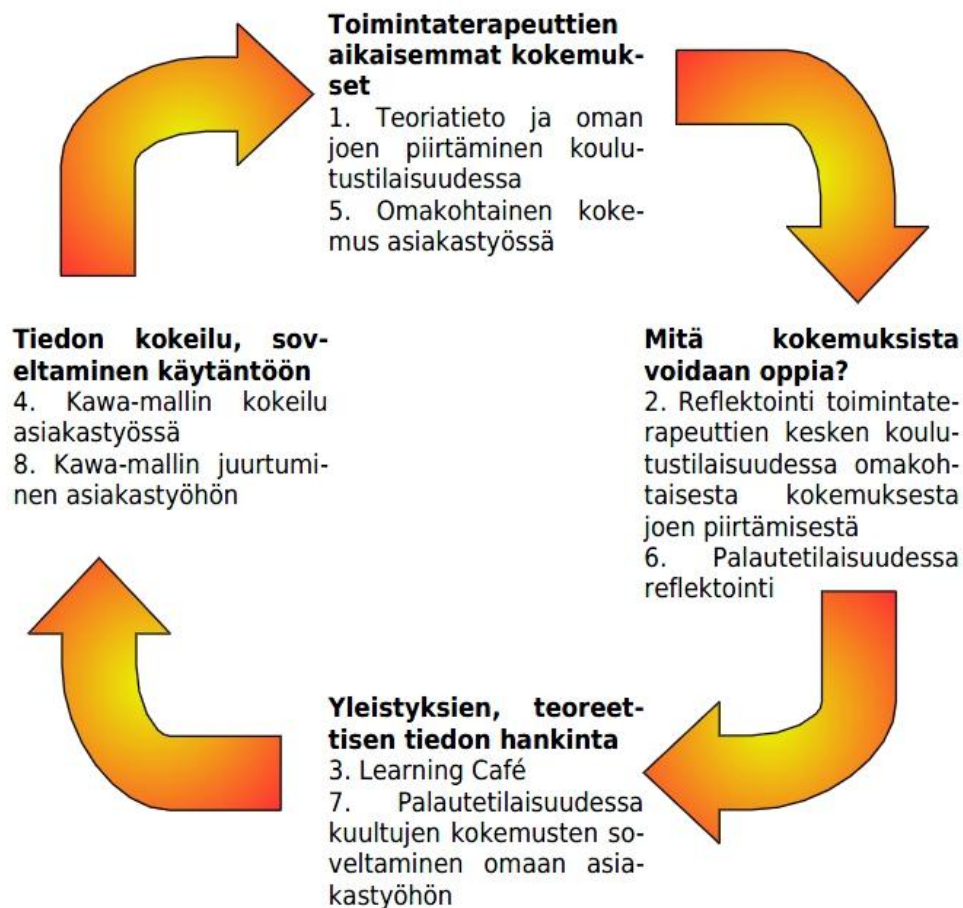 Toimintaterapeuttien
aikaisemmat kokemuk-
set
1. Teoriatieto ja oman
joen piirtäminen koulu-
tustilaisuudessa
5. Omakohtainen koke-
mus asiakastyössä
Mitä kokemuksista
voidaan oppia?
2. Reflektointi toimintate-
rapeuttien kesken koulu-
tustilaisuudessa omakoh-
taisesta kokemuksesta
joen piirtämisestä
6. Palautetilaisuudessa
reflektointi
Yleistyksien, teoreet-
tisen tiedon hankinta
3. Learning Café
7. Palautetilaisuudessa
kuultujen kokemusten so-
veltaminen omaan asia-
kastyöhön
Tiedon kokeilu, sov-
eltaminen käytäntöön
4. Kawa-mallin kokeilu
asiakastyössä
8. Kawa-mallin juurtumi-
nen asiakastyöhön